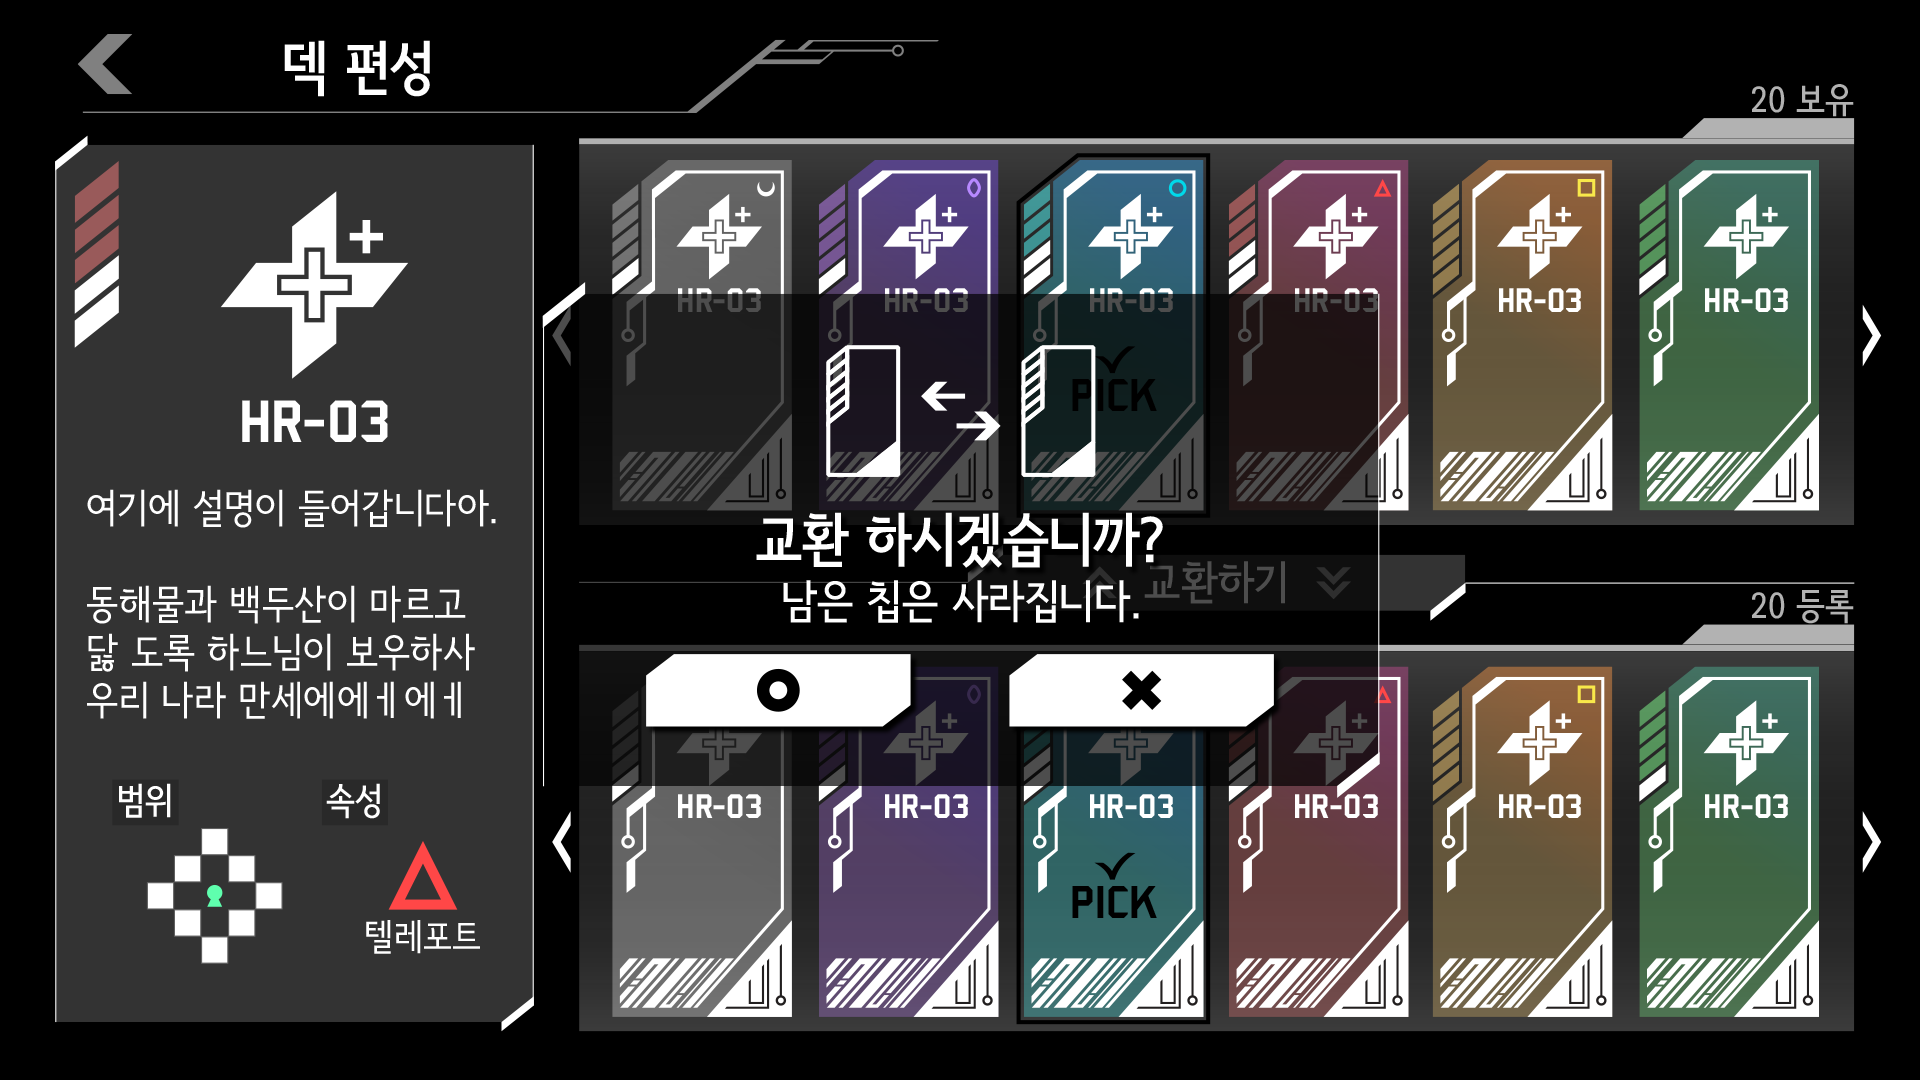 덱 편성
20 보유
HR-03
여기에 설명이 들어갑니다아.
동해물과 백두산이 마르고
닳 도록 하느님이 보우하사
우리 나라 만세에에ㅔ에ㅔ
범위
속성
텔레포트
HR-03
HR-03
HR-03
HR-03
HR-03
HR-03
PICK
교환 하시겠습니까?
남은 칩은 사라집니다.
교환하기
20 등록
HR-03
HR-03
HR-03
HR-03
HR-03
HR-03
PICK